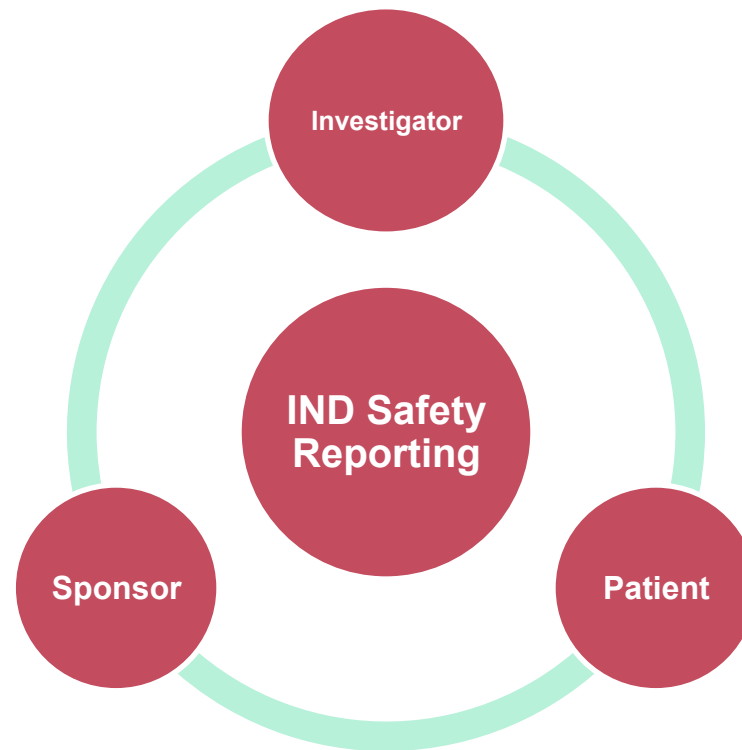 Investigator
IND Safety
Reporting
Sponsor
Patient